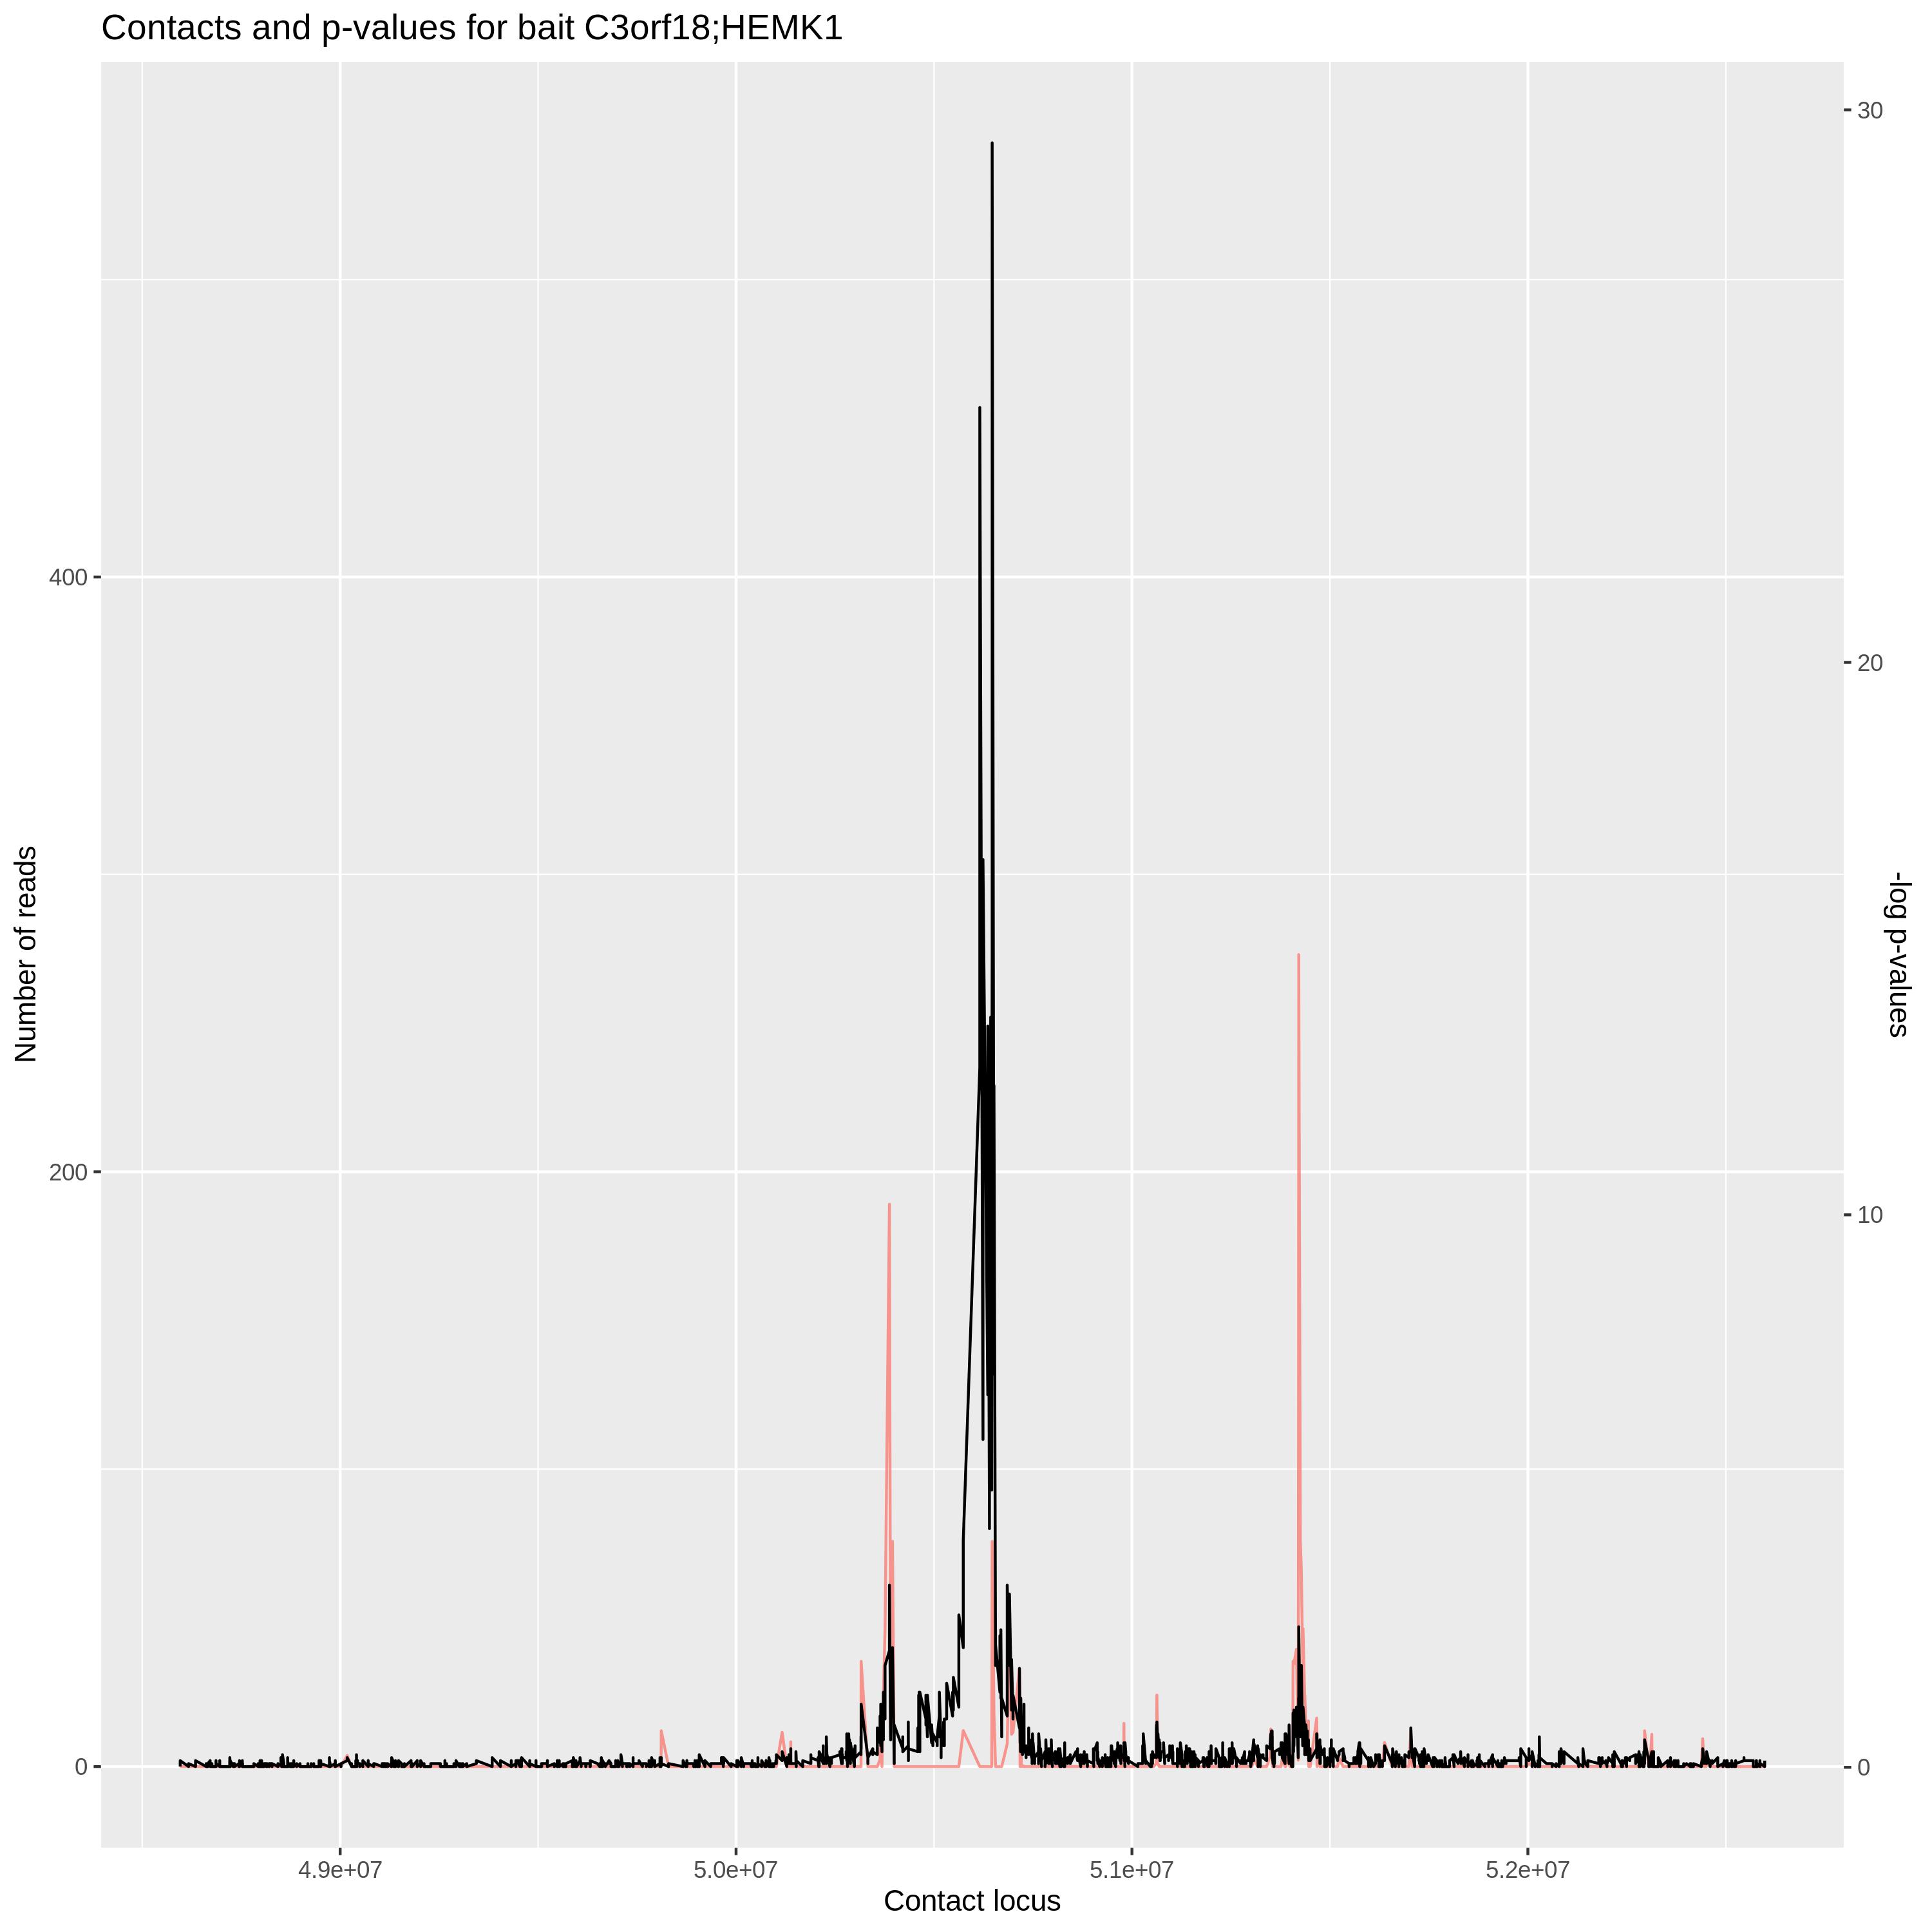 Contacts and p-values for bait C3orf18;HEMK1
30
400
20
Number of reads
-log p-values
200
10
0
0
4.9e+07
5.0e+07
5.1e+07
5.2e+07
Contact locus